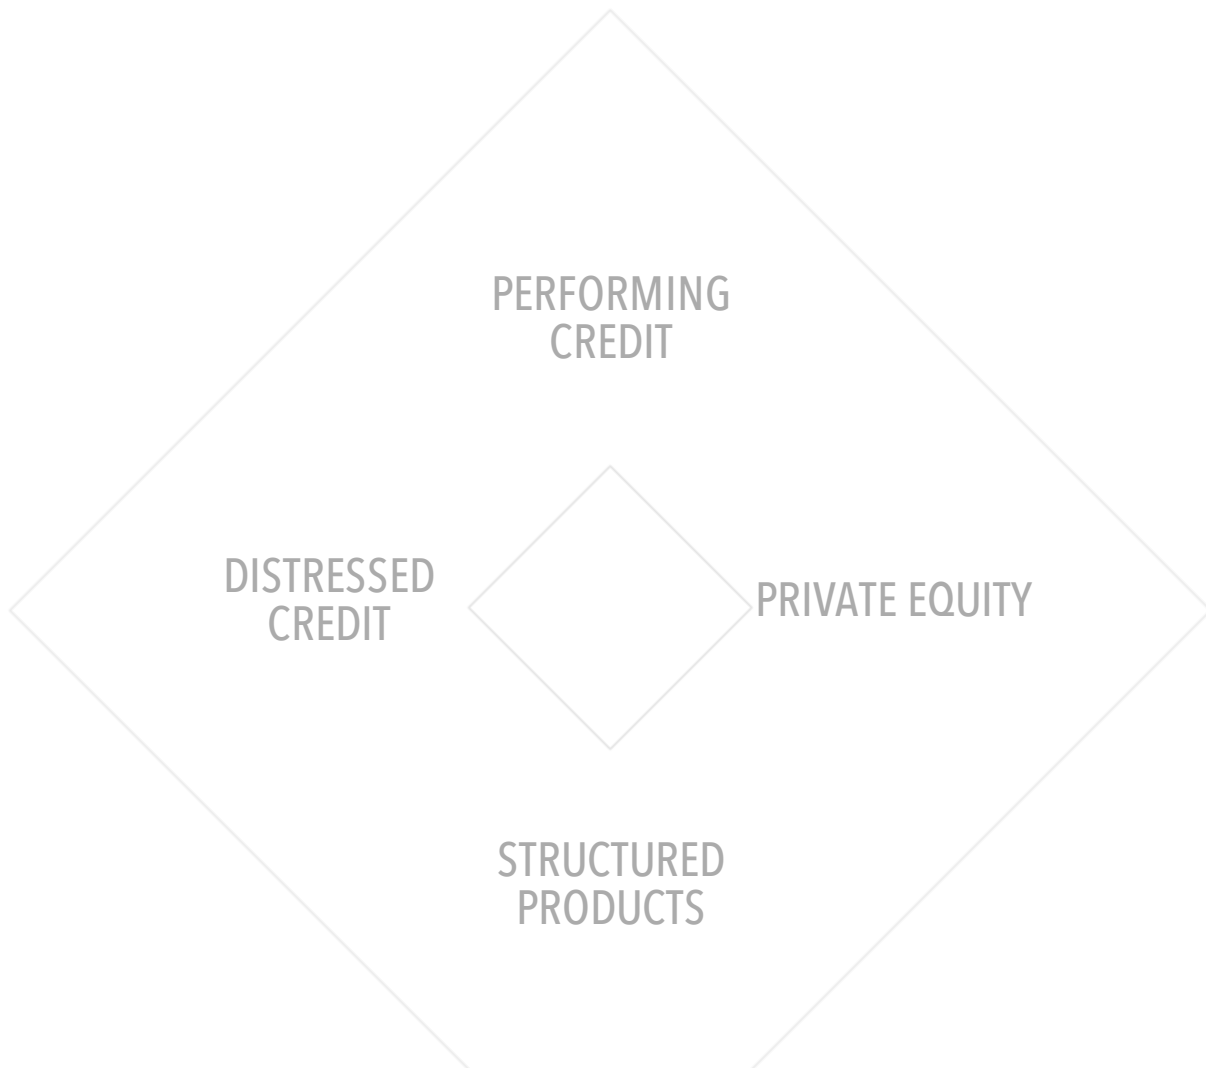 PERFORMING
CREDIT
DISTRESSED
CREDIT
PRIVATE EQUITY
STRUCTURED
PRODUCTS